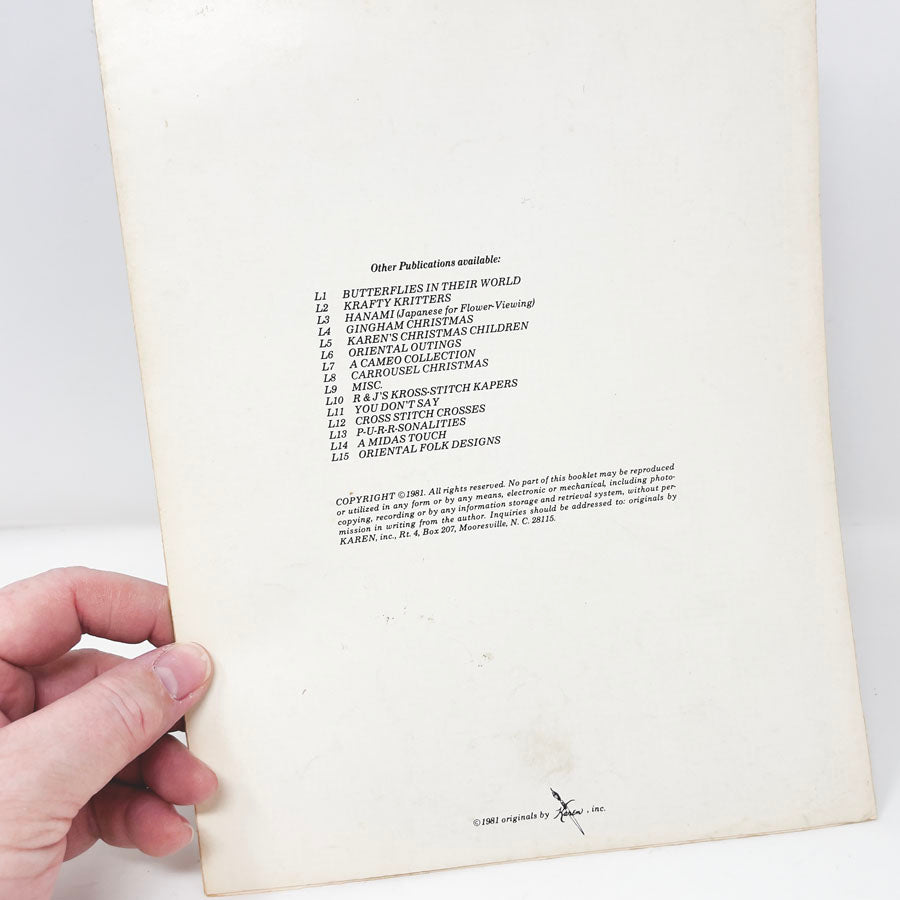 Other Publications available:
L1 BUTTERFLIES IN THEIR WORLD
L2 KRAFTY KRITTERS
L3 HANAMI (Japanese for Flower-Viewing)
L4 GINGHAM CHRISTMAS
L5 KAREN'S CHRISTMAS CHILDREN
L6 ORIENTAL OUTINGS
L7 A CAMEO COLLECTION
L8 CARROUSEL CHRISTMAS
L9 MISC.
L10 R & J'S KROSS-STITCH KAPERS
L11 YOU DON'T SAY
L12 CROSS STITCH CROSSES
L13 P-U-R-R-SONALITIES
L14 A MIDAS TOUCH
L15 ORIENTAL FOLK DESIGNS
COPYRIGHT ©1981. All rights reserved. No part of this booklet may be reproduced
or utilized in any form or by any means, electronic or mechanical, including photo-
copying, recording or by any information storage and retrieval system, without per-
mission in writing from the author. Inquiries should be addressed to: originals by
KAREN, inc., Rt. 4, Box 207, Mooresville, N. C. 28115.
©1981 originals by Karen, inc.